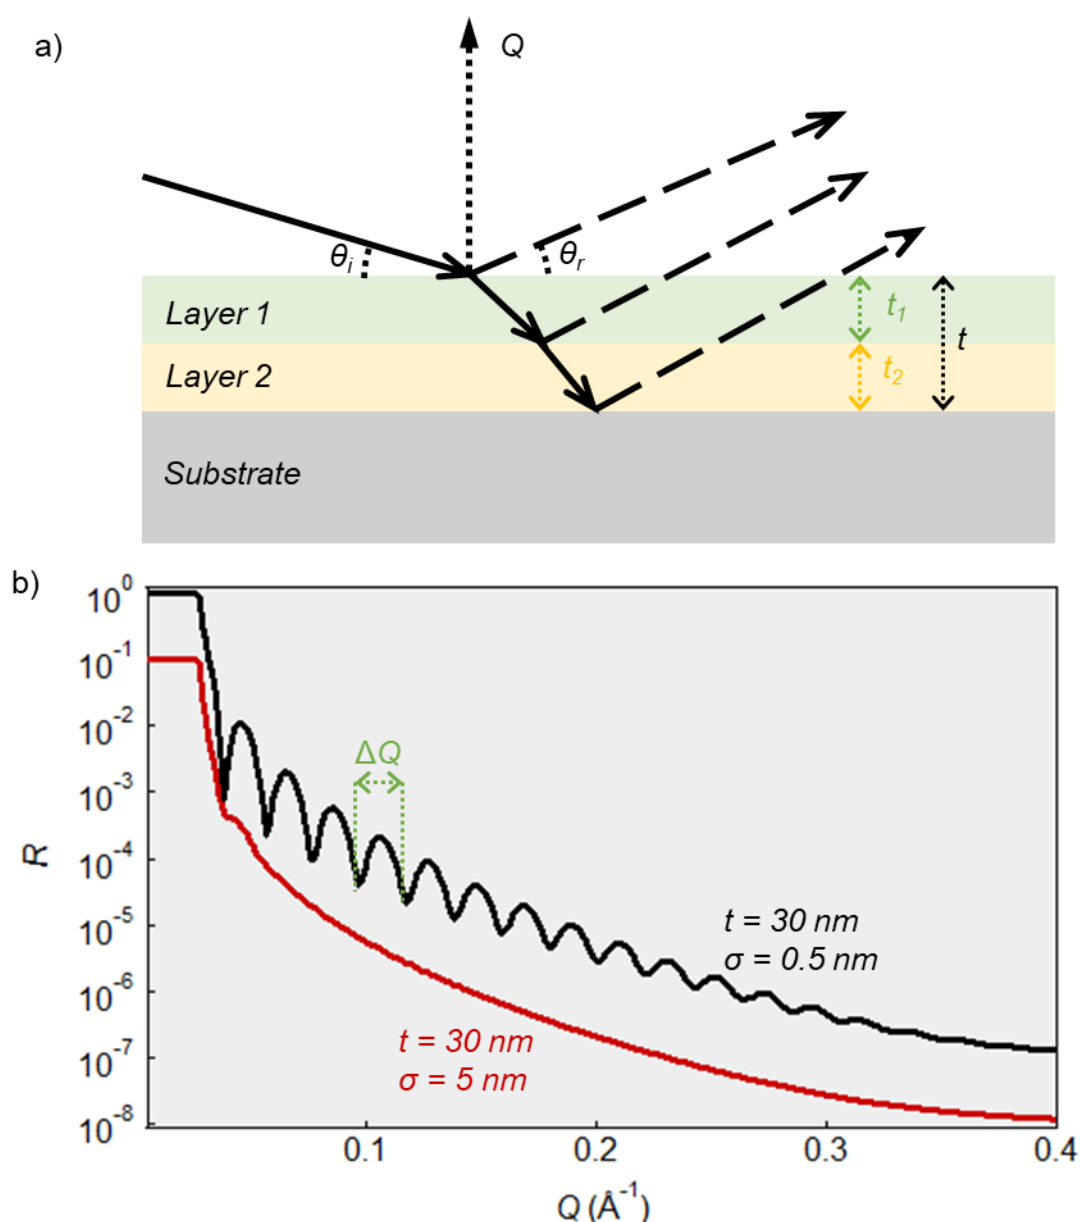 a)
Q
θi
θr
Layer 1
t1
t
Layer 2
t2
Substrate
b)
10^0
10^-1
10^-2
ΔQ
10^-3
R
10^-4
10^-5
t = 30 nm
σ = 0.5 nm
10^-6
t = 30 nm
σ = 5 nm
10^-7
10^-8
0.1 0.2 0.3 0.4
Q (Å^-1)